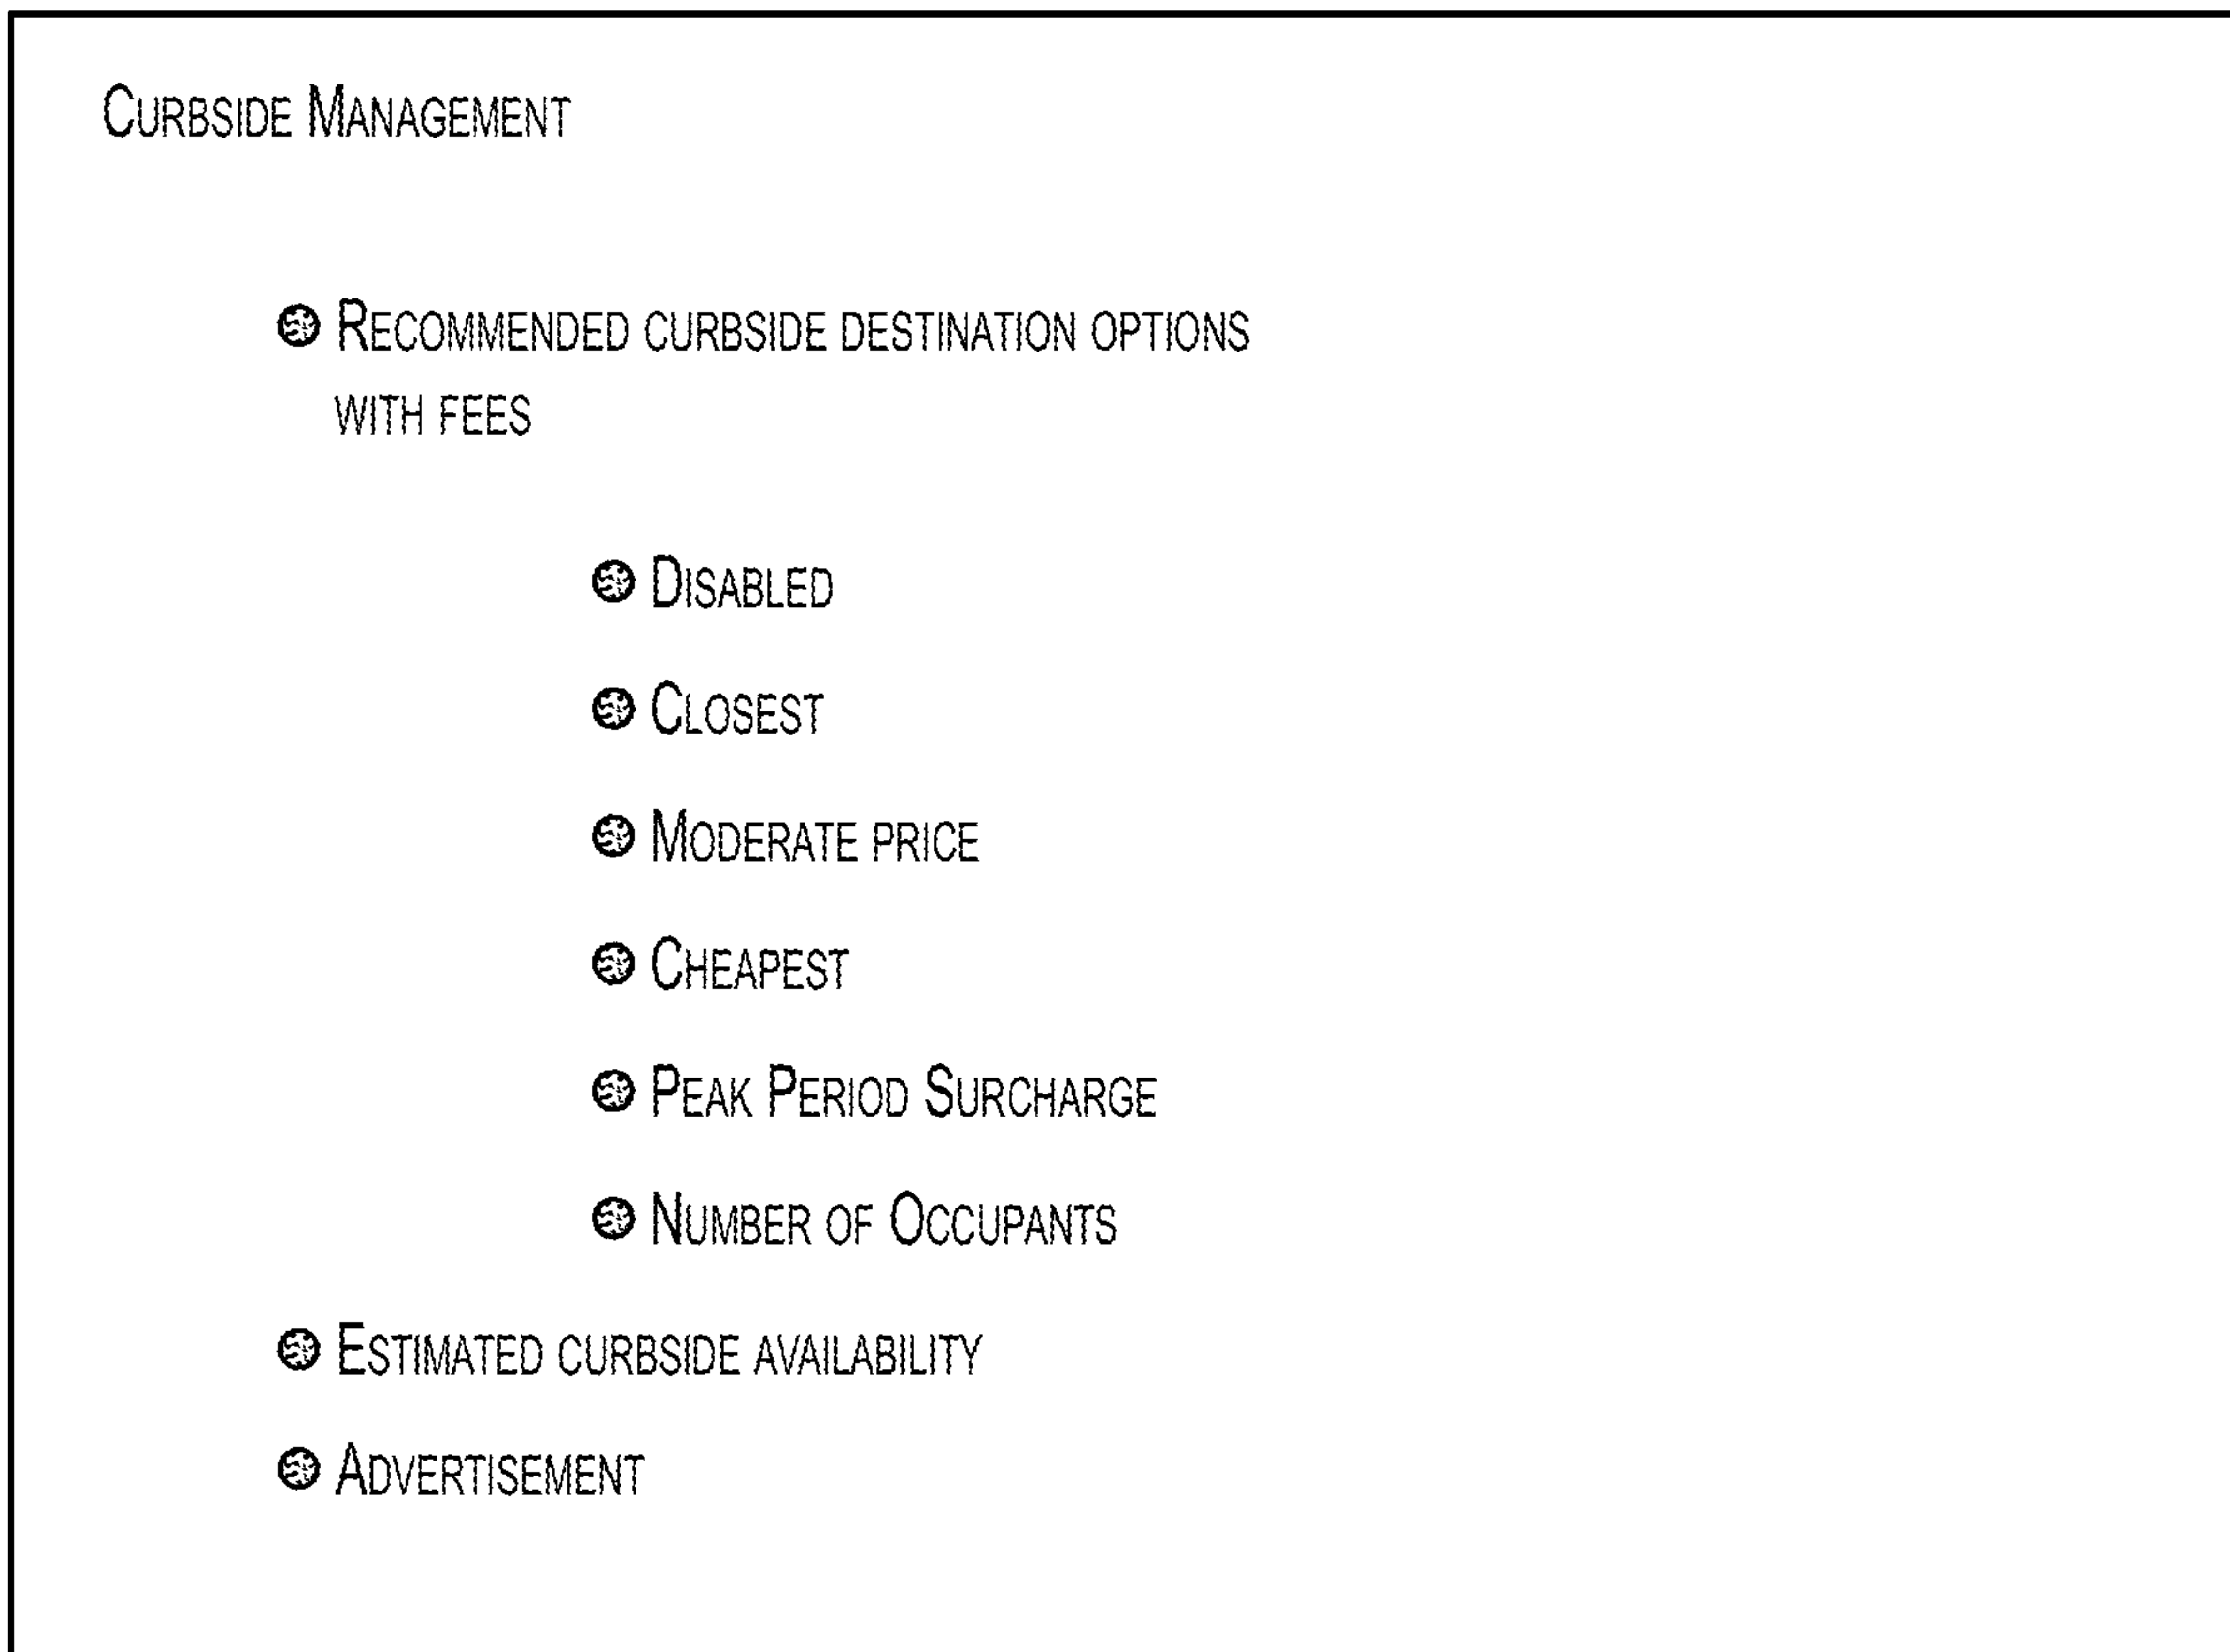 Curbside Management
Recommended curbside destination options
with fees
Disabled
Closest
Moderate price
Cheapest
Peak Period Surcharge
Number of Occupants
Estimated curbside availability
Advertisement